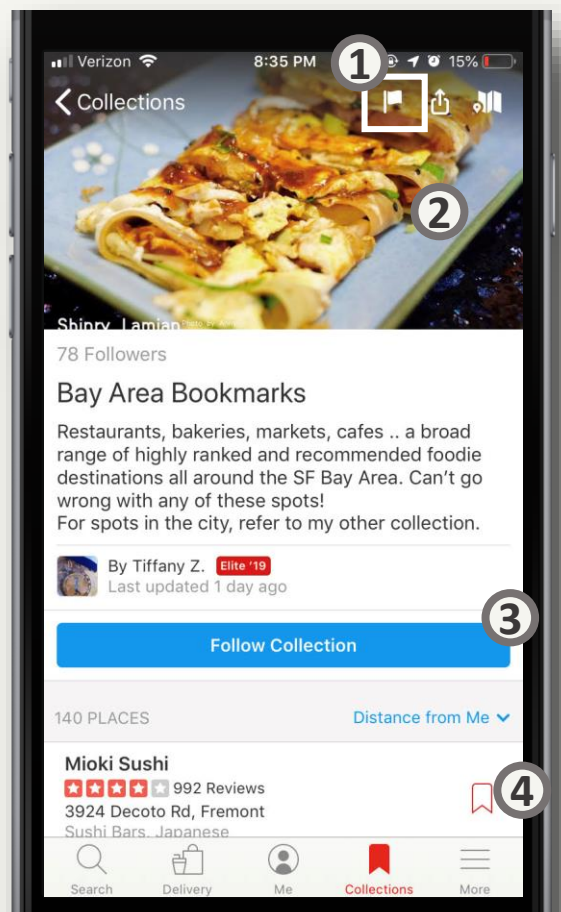 Verizon 8:35 PM 15%
1
Collections
2
Shinry Lamian
78 Followers
Bay Area Bookmarks
Restaurants, bakeries, markets, cafes .. a broad
range of highly ranked and recommended foodie
destinations all around the SF Bay Area. Can't go
wrong with any of these spots!
For spots in the city, refer to my other collection.
By Tiffany Z. Elite '19
Last updated 1 day ago
3
Follow Collection
140 PLACES Distance from Me
Mioki Sushi
992 Reviews
4
3924 Decoto Rd, Fremont
Sushi Bars, Japanese
Search Delivery Me Collections More